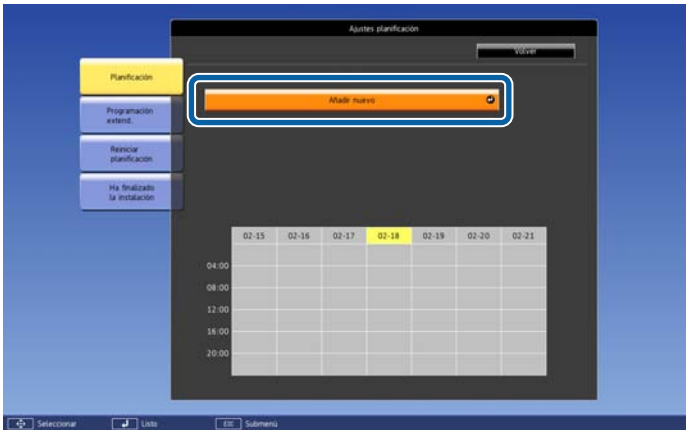 Ajustes planificación
Volver
Planificación
Añadir nuevo
Programación
extend.
Reiniciar
planificación
Ha finalizado
la instalación
02-15 02-16 02-17 02-18 02-19 02-20 02-21
04:00
08:00
12:00
16:00
20:00
Seleccionar Listo Esc Submenú